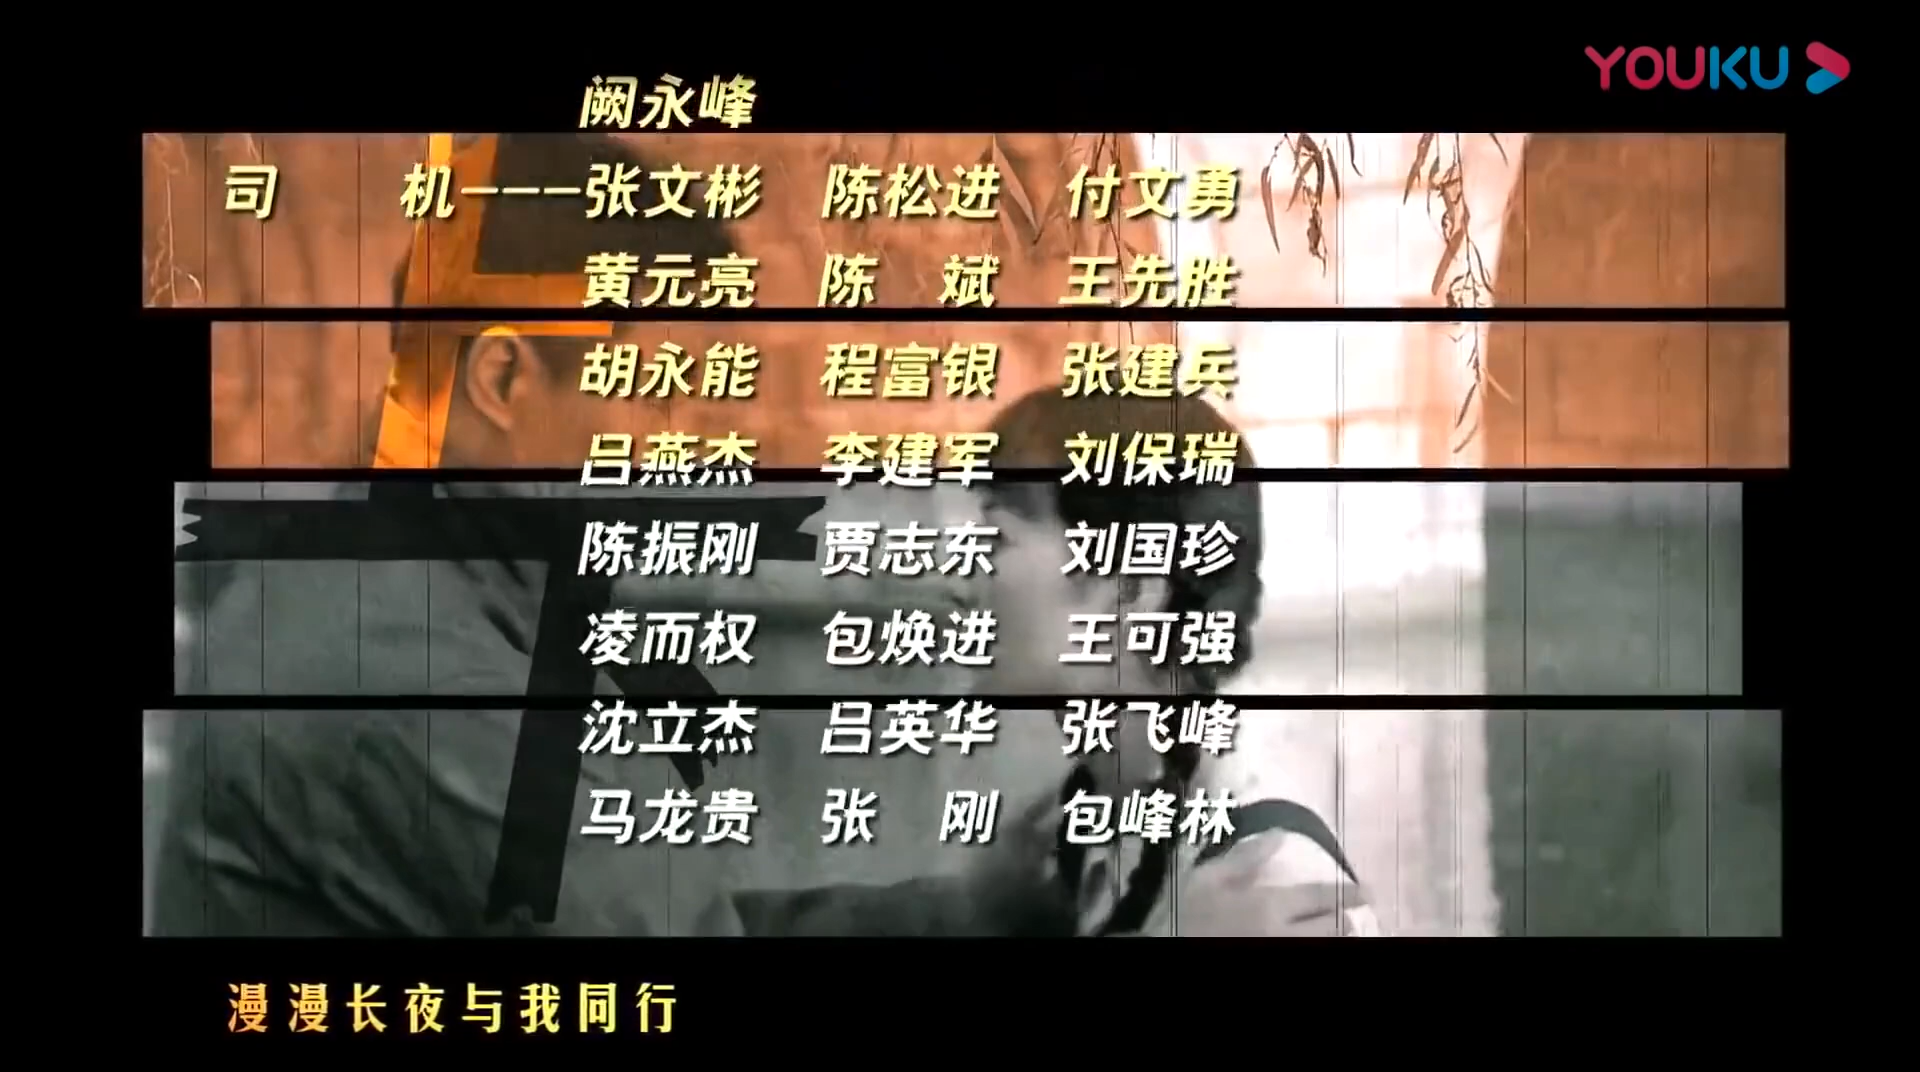 YOUKU
阙永峰
司 机———张文彬 陈松进 付文勇
黄元亮 陈 斌 王先胜
胡永能 程富银 张建兵
吕燕杰 李建军 刘保瑞
陈振刚 贾志东 刘国珍
凌而权 包焕进 王可强
沈立杰 吕英华 张飞峰
马龙贵 张 刚 包峰林
漫漫长夜与我同行